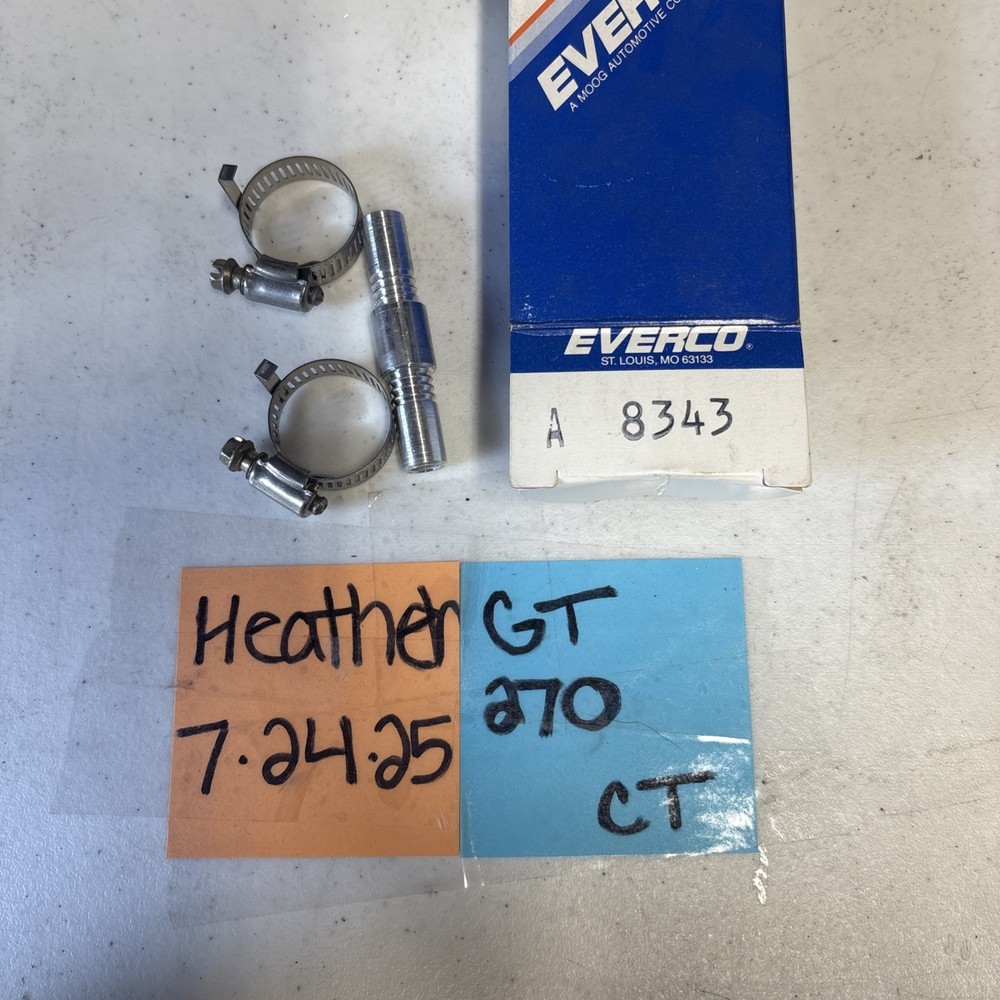 EVER
A MOOG AUTOMOTIVE CO
EVERCO®
ST. LOUIS, MO 63133
A 8343
Heather
7.24.25
GT
270
CT